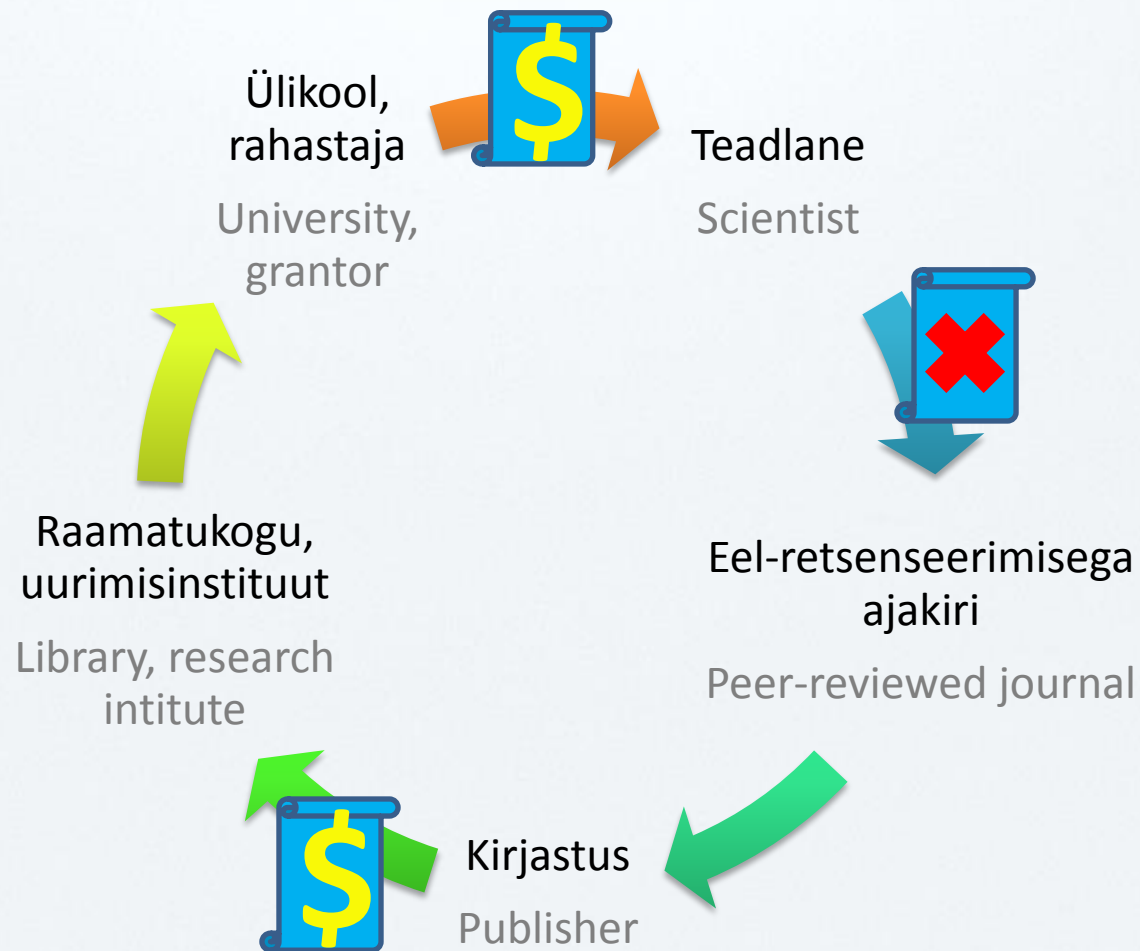 Ülikool,
rahastaja
University,
grantor
$
Teadlane
Scientist
Eel-retsenseerimisega
ajakiri
Peer-reviewed journal
Kirjastus
Publisher
$
Raamatukogu,
uurimisinstituut
Library, research
intitute